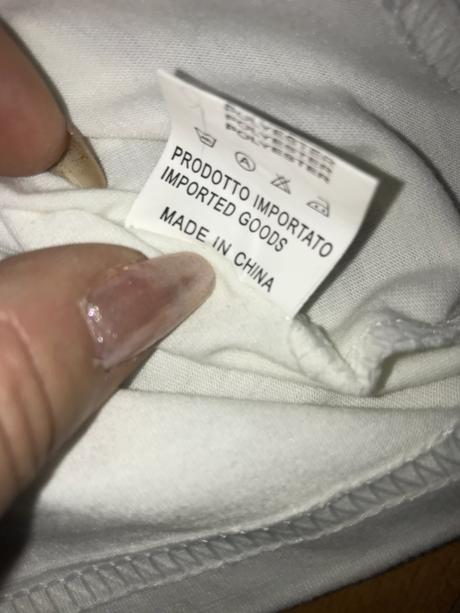 POLYESTER
POLYESTER
POLYESTER
A
PRODOTTO IMPORTATO
IMPORTED GOODS
MADE IN CHINA